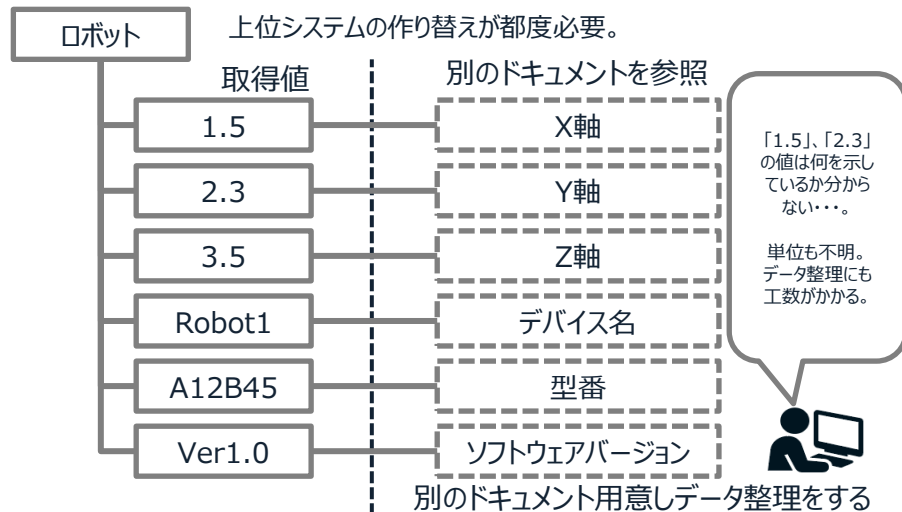 ロボット
上位システムの作り替えが都度必要。
取得値
別のドキュメントを参照
1.5
X軸
2.3
Y軸
3.5
Z軸
Robot1
デバイス名
A12B45
型番
Ver1.0
ソフトウェアバージョン
「1.5」、「2.3」
の値は何を示し
ているか分から
ない・・・。
単位も不明。
データ整理にも
工数がかかる。
別のドキュメント用意しデータ整理をする